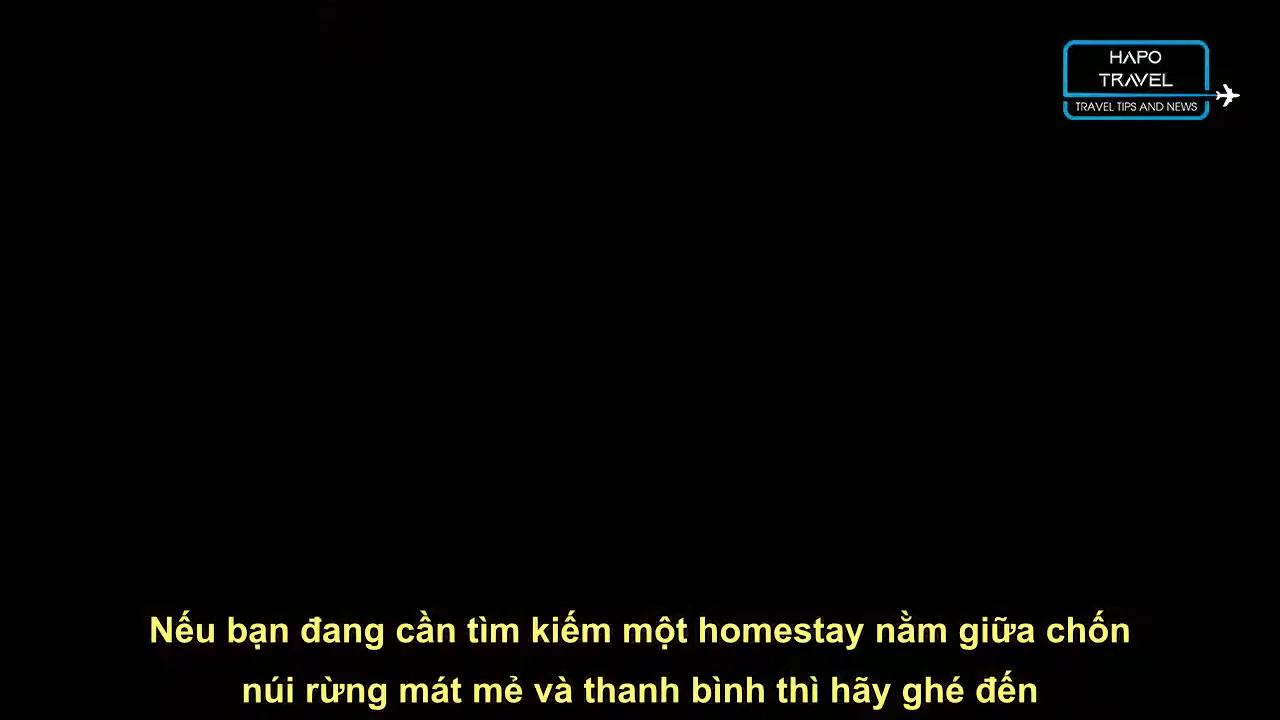 HAPO
TRAVEL
TRAVEL TIPS AND NEWS
Nếu bạn đang cần tìm kiếm một homestay nằm giữa chốn
núi rừng mát mẻ và thanh bình thì hãy ghé đến